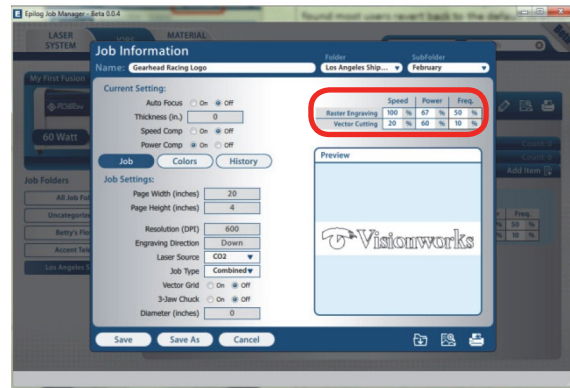 Epilog Job Manager - Beta 0.0.4
found most users revert back to the
LASER SYSTEM
JOBS
MATERIAL
Job Information
Folder
SubFolder
Name: Gearhead Racing Logo
Los Angeles Ship...
February
My First Fusion
60 Watt
Current Setting:
Auto Focus On Off
Thickness (in.) 0
Speed Comp On Off
Power Comp On Off
Speed Power Freq.
Raster Engraving 100 % 67 % 50 %
Vector Cutting 20 % 60 % 10 %
Job Colors History
Preview
Visionworks
Job Settings:
Page Width (inches) 20
Page Height (inches) 4
Resolution (DPI) 600
Engraving Direction Down
Laser Source CO2
Job Type Combined
Vector Grid On Off
3-Jaw Chuck On Off
Diameter (inches) 0
Job Folders
All Job Fol
Uncategoriz
Betty's Flo
Accent Tele
Los Angeles S
Count: 0
Count: 0
Add Item
Freq.
% 50 %
% 10 %
Save Save As Cancel